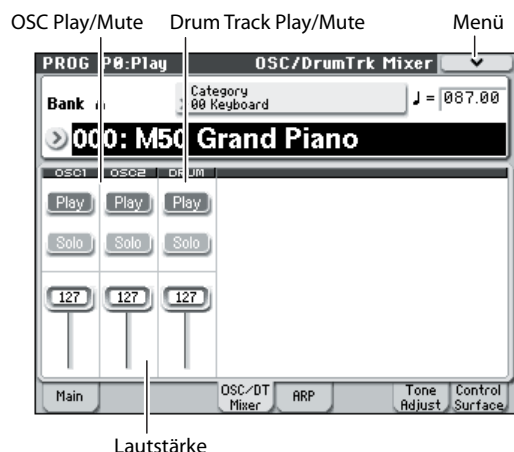 OSC Play/Mute Drum Track Play/Mute Menü
PROG P0:Play OSC/DrumTrk Mixer
Category
Bank 00 Keyboard ♩ = 087.00
000: M50 Grand Piano
OSC1 OSC2 DRUM
Play Play Play
Solo Solo Solo
127 127 127
Main OSC/DT Mixer ARP Tone Adjust Control Surface
Lautstärke